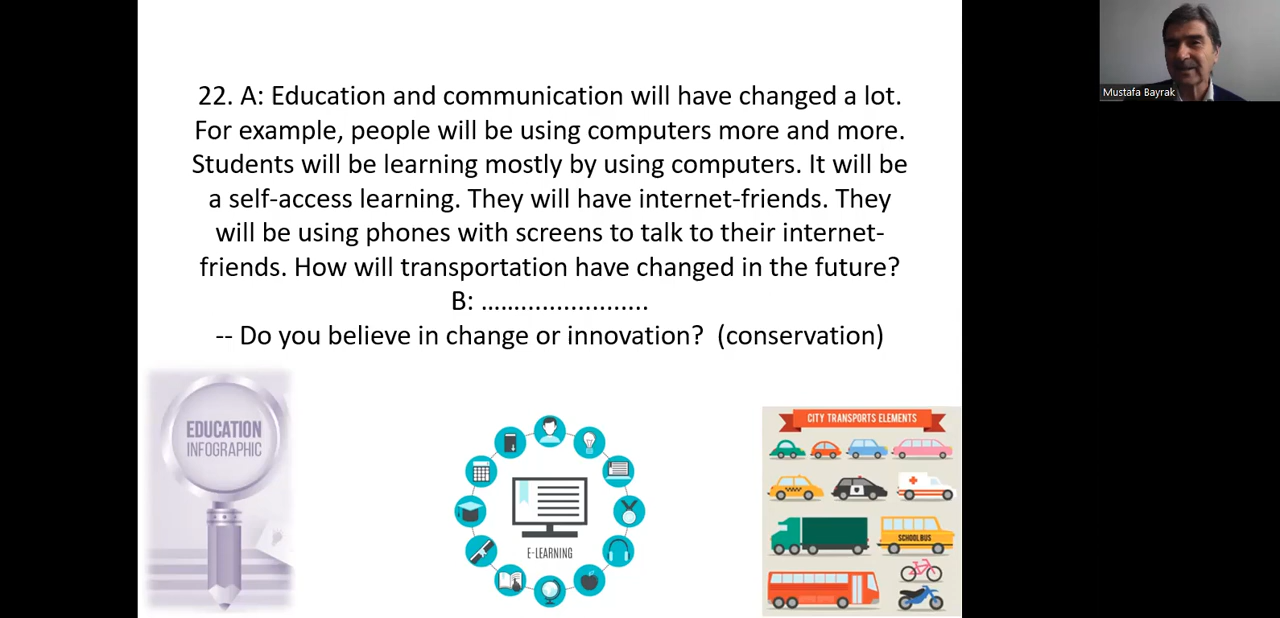 22. A: Education and communication will have changed a lot.
For example, people will be using computers more and more.
Students will be learning mostly by using computers. It will be
a self-access learning. They will have internet-friends. They
will be using phones with screens to talk to their internet-
friends. How will transportation have changed in the future?
B: ….…...................
-- Do you believe in change or innovation?  (conservation)
Mustafa Bayrak
EDUCATION
INFOGRAPHIC
E-LEARNING
CITY TRANSPORTS ELEMENTS
SCHOOL BUS